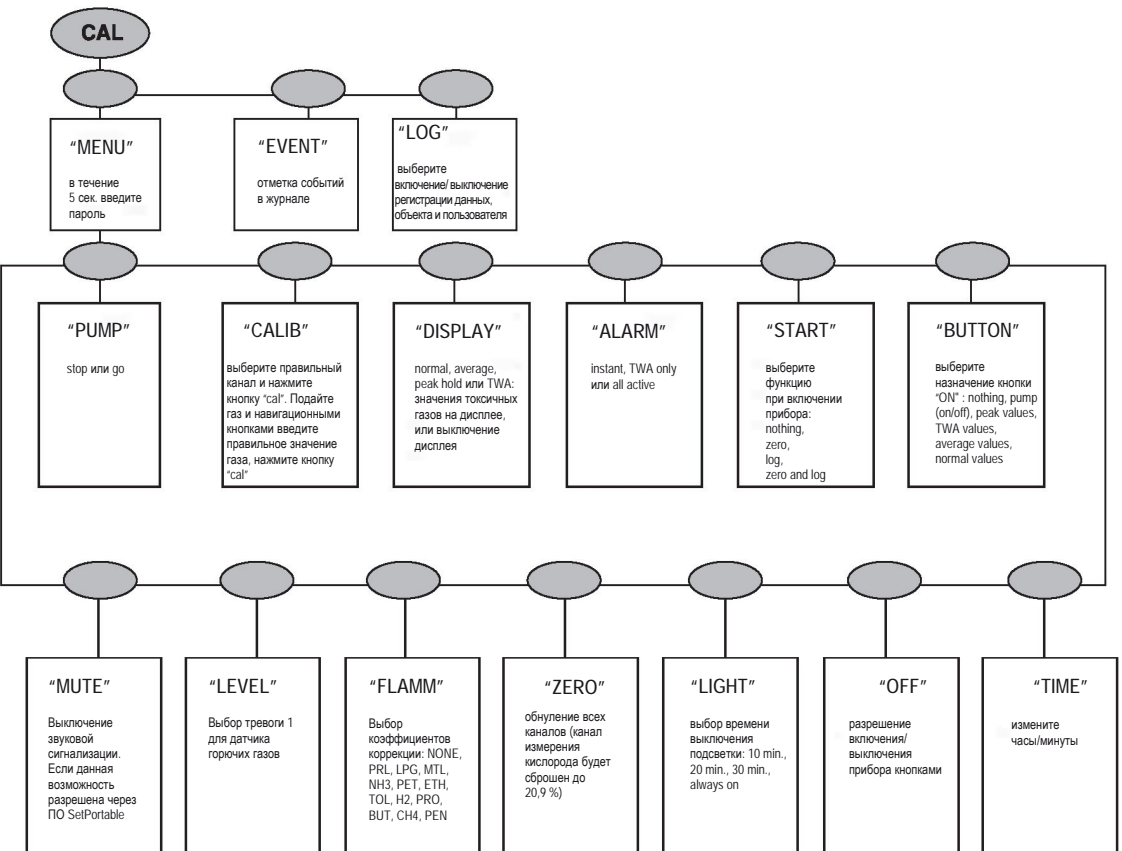 CAL
“MENU”
в течение
5 сек. введите
пароль
“EVENT”
отметка событий
в журнале
“LOG”
выберите
включение/ выключение
регистрации данных,
объекта и пользователя
“PUMP”
stop или go
“CALIB”
выберите правильный
канал и нажмите
кнопку “cal”. Подайте
газ и навигационными
кнопками введите
правильное значение
газа, нажмите кнопку
“cal”
“DISPLAY”
normal, average,
peak hold или TWA:
значения токсичных
газов на дисплее,
или выключение
дисплея
“ALARM”
instant, TWA only
или all active
“START”
выберите
функцию
при включении
прибора:
nothing,
zero,
log,
zero and log
“BUTTON”
выберите
назначение кнопки
“ON” : nothing, pump
(on/off), peak values,
TWA values,
average values,
normal values
“MUTE”
Выключение
звуковой
сигнализации.
Если данная
возможность
разрешена через
ПО SetPortable
“LEVEL”
Выбор тревоги 1
для датчика
горючих газов
“FLAMM”
Выбор
коэффициентов
коррекции: NONE,
PRL, LPG, MTL,
NH3, PET, ETH,
TOL, H2, PRO,
BUT, CH4, PEN
“ZERO”
обнуление всех
каналов (канал
измерения
кислорода будет
сброшен до
20,9 %)
“LIGHT”
выбор времени
выключения
подсветки: 10 min.,
20 min., 30 min.,
always on
“OFF”
разрешение
включения/
выключения
прибора кнопками
“TIME”
измените
часы/минуты